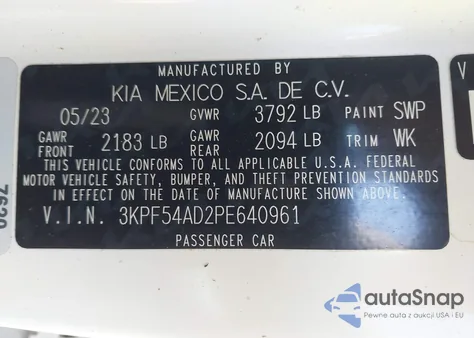 MANUFACTURED BY
KIA MEXICO S.A. DE C.V.
05/23 GVWR 3792 LB PAINT SWP
GAWR FRONT 2183 LB GAWR REAR 2094 LB TRIM WK
THIS VEHICLE CONFORMS TO ALL APPLICABLE U.S.A. FEDERAL
MOTOR VEHICLE SAFETY, BUMPER, AND THEFT PREVENTION STANDARDS
IN EFFECT ON THE DATE OF MANUFACTURE SHOWN ABOVE.
V.I.N. 3KPF54AD2PE640961
PASSENGER CAR
V
autoSnap
Pewne auta z aukcji USA i EU